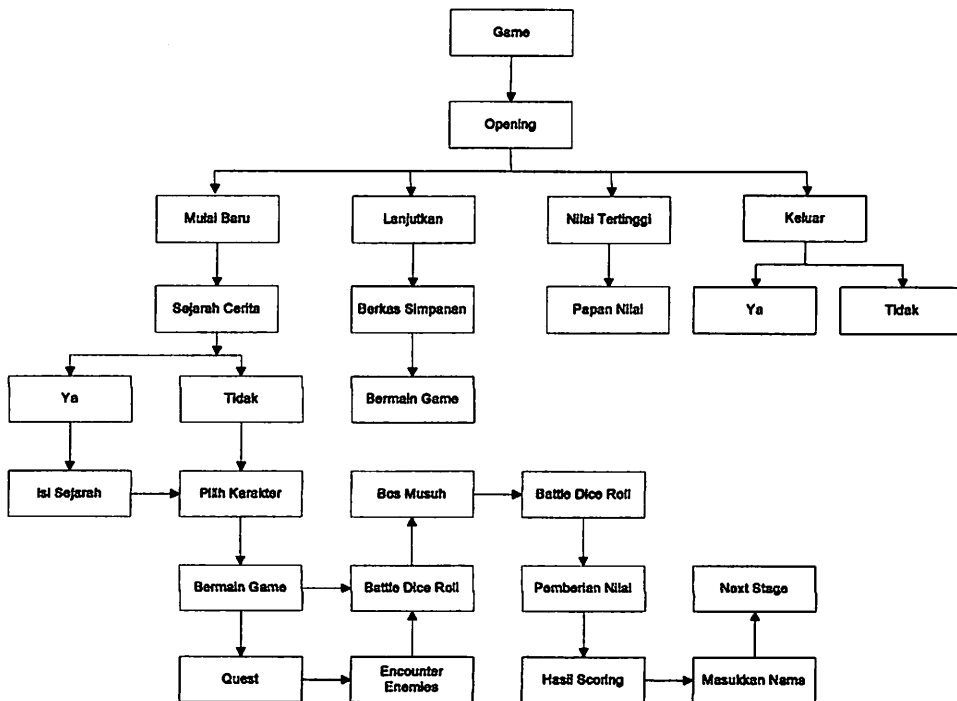 Game
Opening
Mulai Baru
Lanjutkan
Nilai Tertinggi
Keluar
Sejarah Cerita
Berkas Simpanan
Papan Nilai
Ya
Tidak
Ya
Tidak
Bermain Game
Isi Sejarah
Pilih Karakter
Bos Musuh
Battle Dice Roll
Bermain Game
Battle Dice Roll
Pemberian Nilai
Next Stage
Quest
Encounter
Enemies
Hasil Scoring
Masukkan Nama